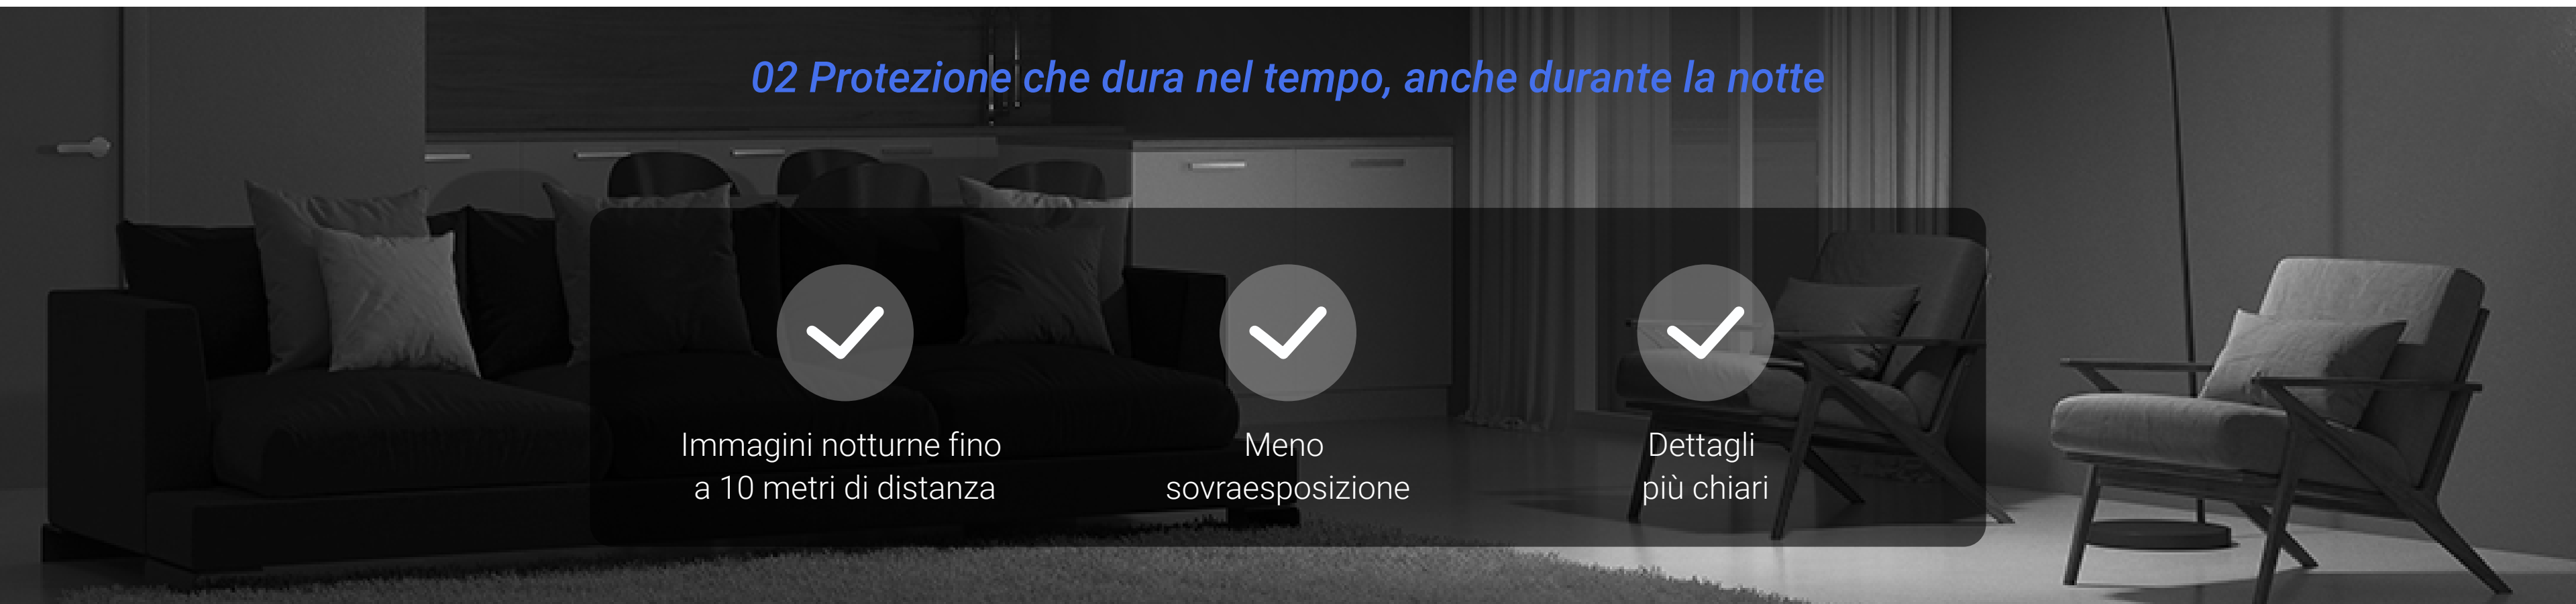 02 Protezione che dura nel tempo, anche durante la notte
Immagini notturne fino
a 10 metri di distanza
Meno
sovraesposizione
Dettagli
più chiari